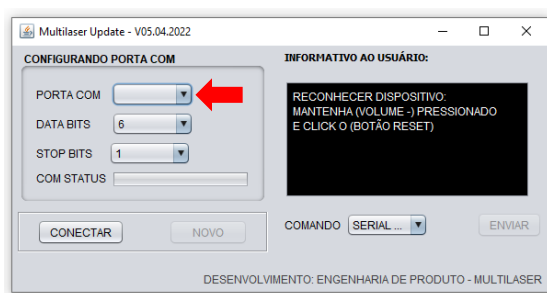 Multilaser Update - V05.04.2022
CONFIGURANDO PORTA COM
PORTA COM
DATA BITS 6
STOP BITS 1
COM STATUS
CONECTAR NOVO
INFORMATIVO AO USUÁRIO:
RECONHECER DISPOSITIVO:
MANTENHA (VOLUME -) PRESSIONADO
E CLICK O (BOTÃO RESET)
COMANDO SERIAL ... ENVIAR
DESENVOLVIMENTO: ENGENHARIA DE PRODUTO - MULTILASER